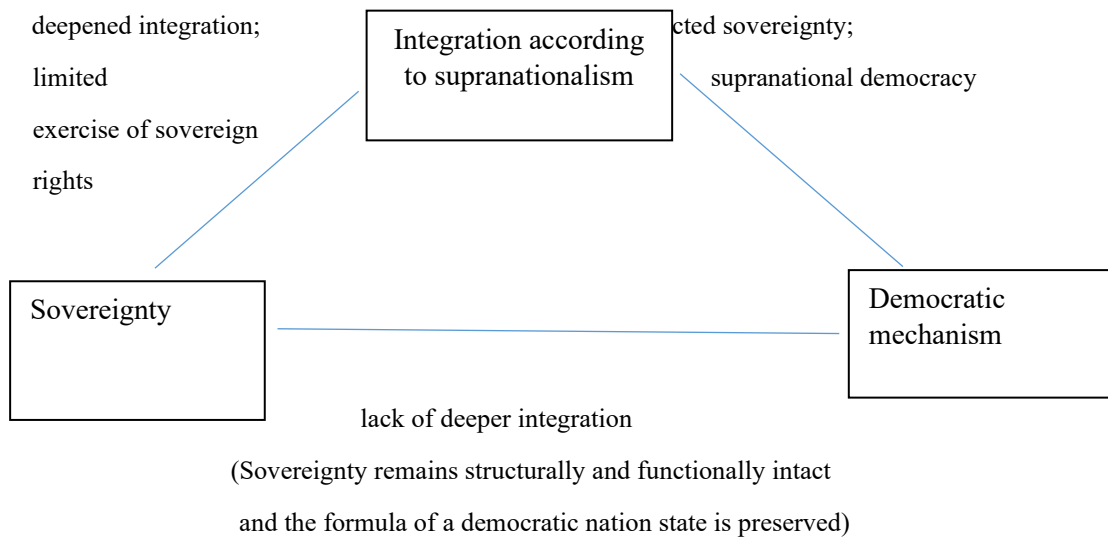 deepened integration;
limited
exercise of sovereign
rights
Integration according
to supranationalism
cted sovereignty;
supranational democracy
Sovereignty
Democratic
mechanism
lack of deeper integration
(Sovereignty remains structurally and functionally intact
and the formula of a democratic nation state is preserved)